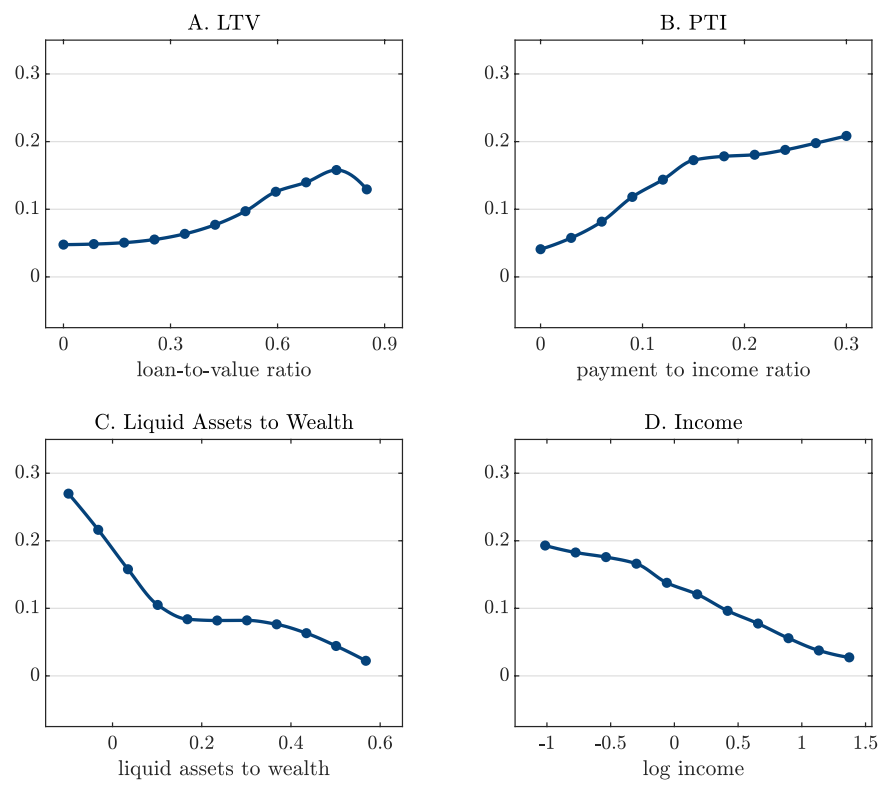 A. LTV
0.3
0.2
0.1
0
0 0.3 0.6 0.9
loan-to-value ratio
B. PTI
0.3
0.2
0.1
0
0 0.1 0.2 0.3
payment to income ratio
C. Liquid Assets to Wealth
0.3
0.2
0.1
0
0 0.2 0.4 0.6
liquid assets to wealth
D. Income
0.3
0.2
0.1
0
-1 -0.5 0 0.5 1 1.5
log income